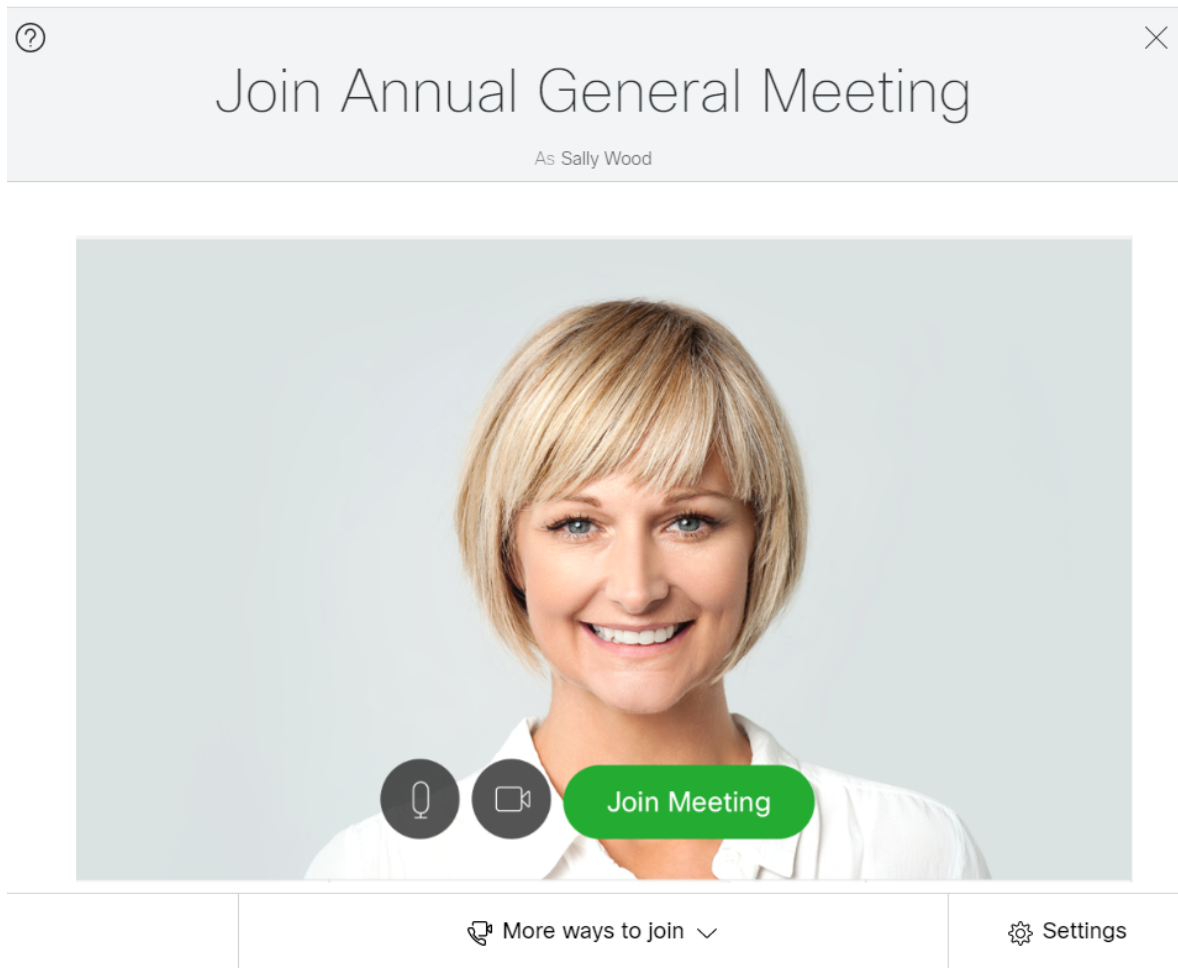 Join Annual General Meeting
As Sally Wood
Join Meeting
More ways to join
Settings